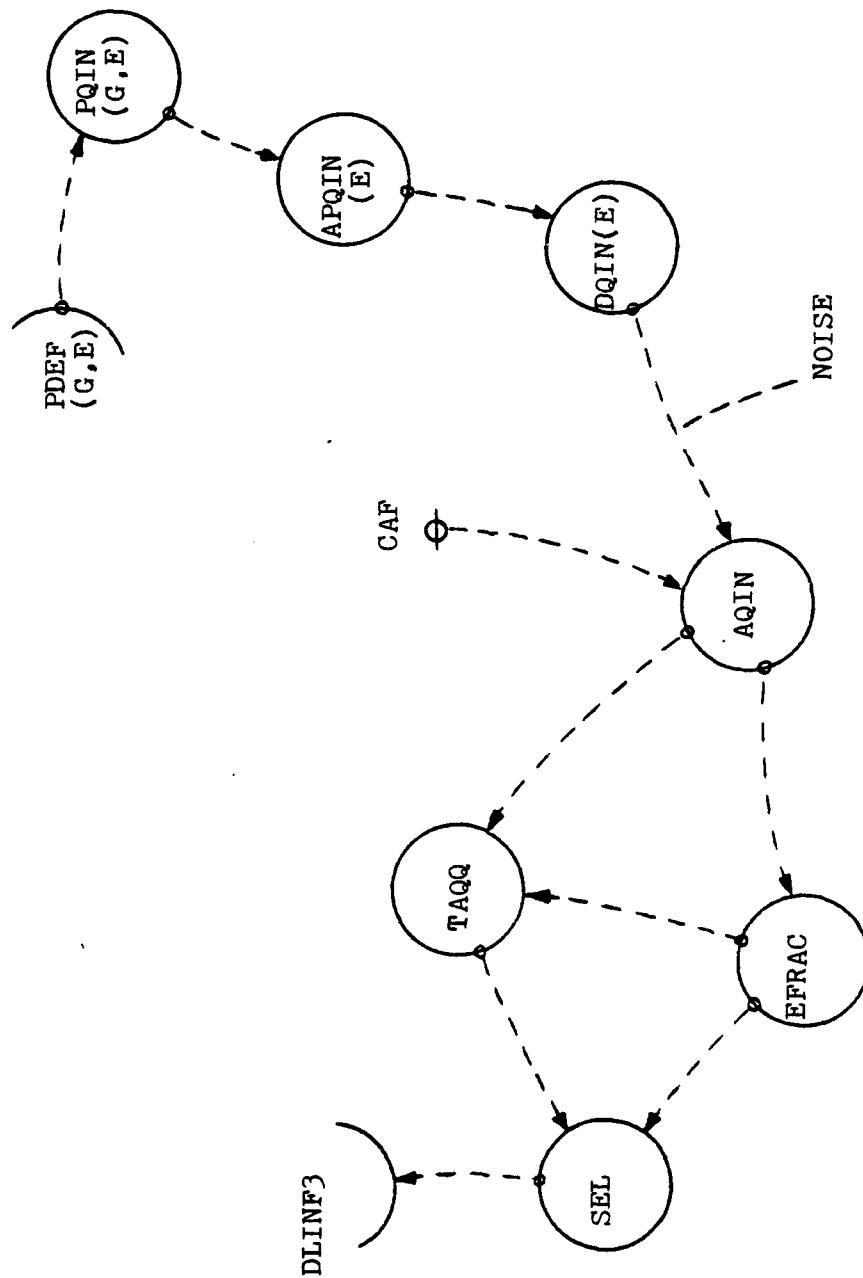 DLINF3
SEL
TAQQ
EFRAC
CAF
AQIN
NOISE
PDEF
(G,E)
DQIN(E)
APQIN
(E)
PQIN
(G,E)